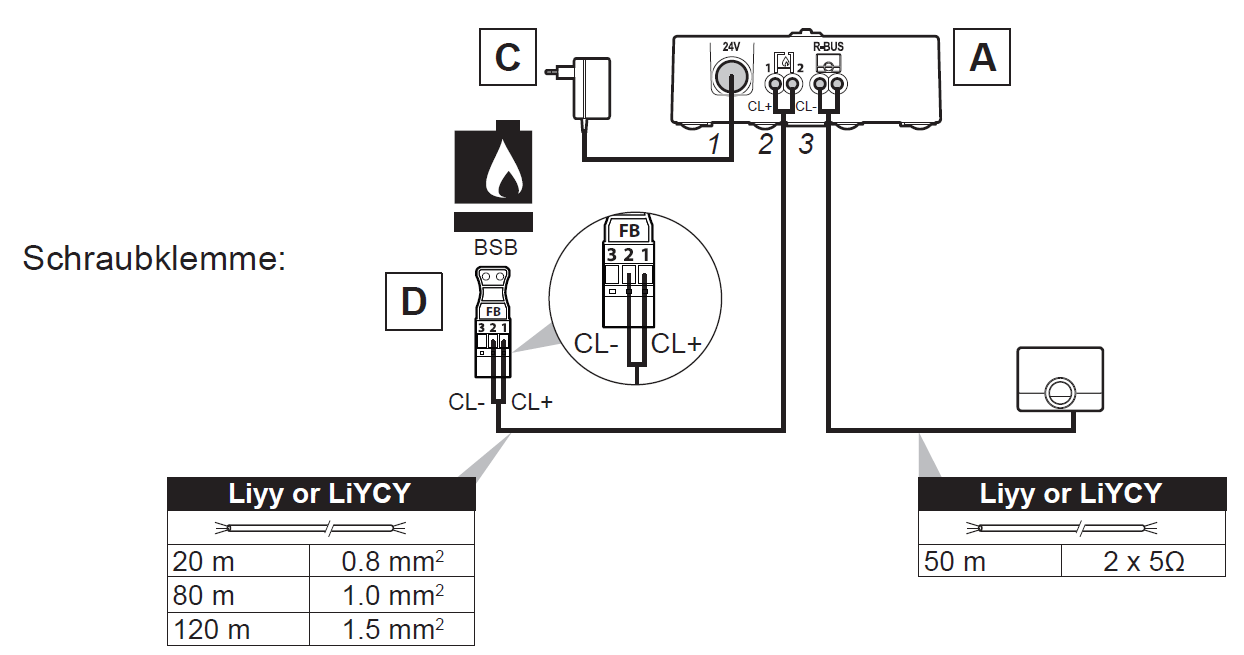 C
24V
R-BUS
A
1 2
CL+ CL-
1 2 3
BSB
Schraubklemme:
D
FB
3 2 1
CL- CL+
FB
3 2 1
CL- CL+
Liyy or LiYCY
20 m 0.8 mm²
80 m 1.0 mm²
120 m 1.5 mm²
Liyy or LiYCY
50 m 2 x 5Ω